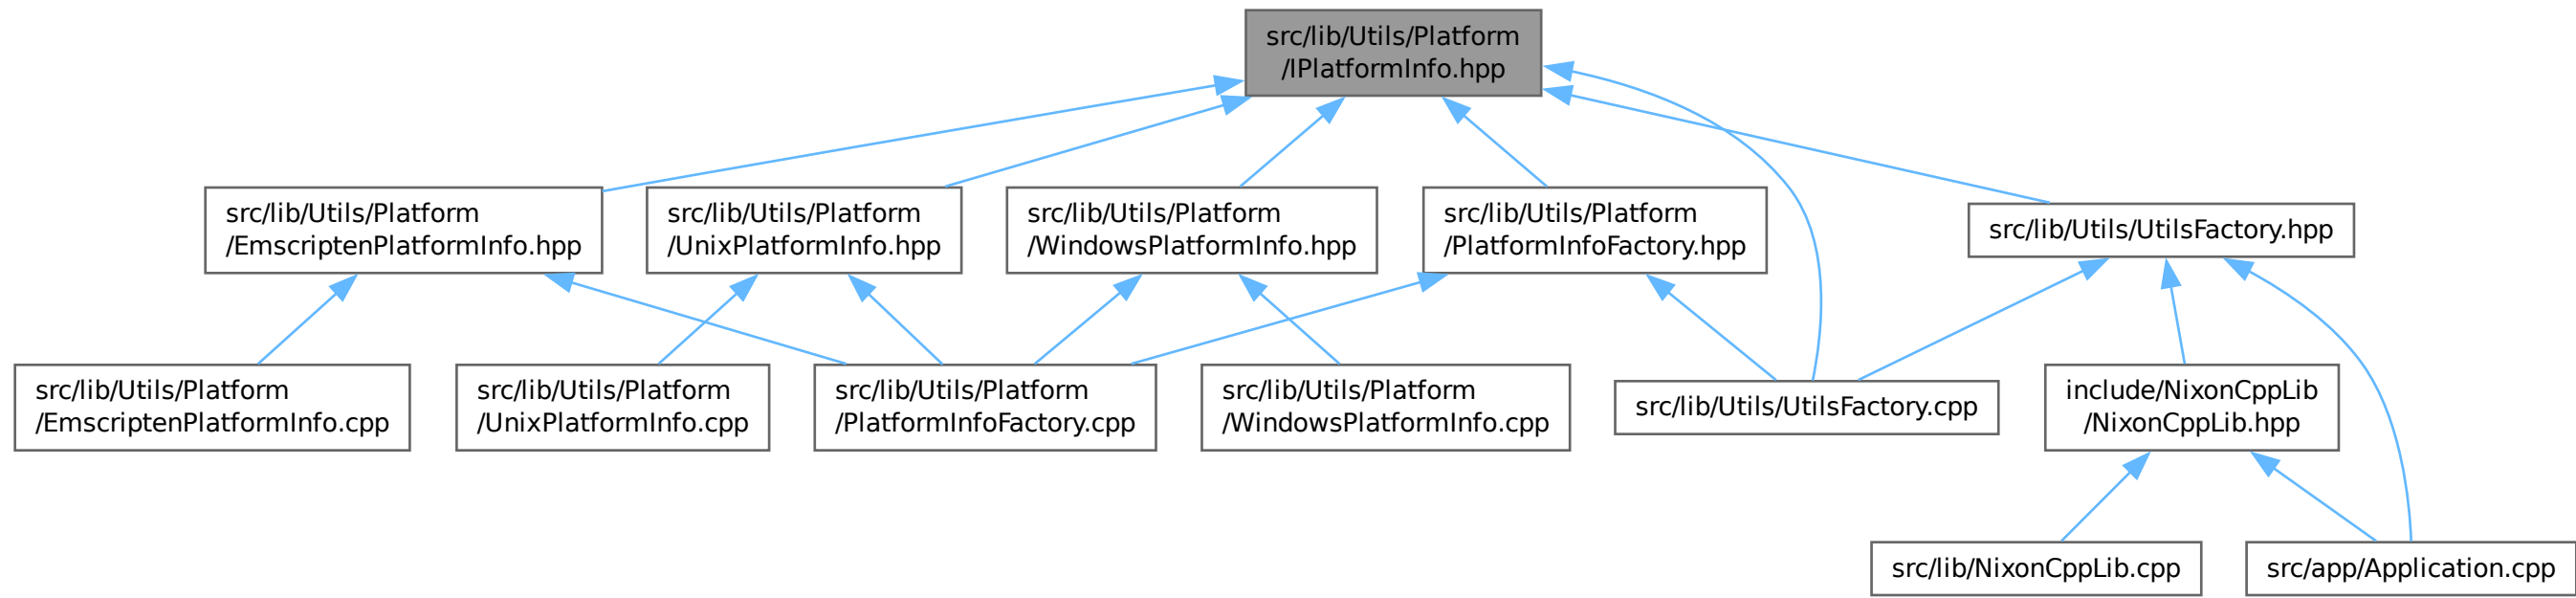 src/lib/Utils/Platform
/IPlatformInfo.hpp
src/lib/Utils/Platform
/EmscriptenPlatformInfo.hpp
src/lib/Utils/Platform
/UnixPlatformInfo.hpp
src/lib/Utils/Platform
/WindowsPlatformInfo.hpp
src/lib/Utils/Platform
/PlatformInfoFactory.hpp
src/lib/Utils/UtilsFactory.hpp
src/lib/Utils/Platform
/EmscriptenPlatformInfo.cpp
src/lib/Utils/Platform
/UnixPlatformInfo.cpp
src/lib/Utils/Platform
/PlatformInfoFactory.cpp
src/lib/Utils/Platform
/WindowsPlatformInfo.cpp
src/lib/Utils/UtilsFactory.cpp
include/NixonCppLib
/NixonCppLib.hpp
src/lib/NixonCppLib.cpp
src/app/Application.cpp